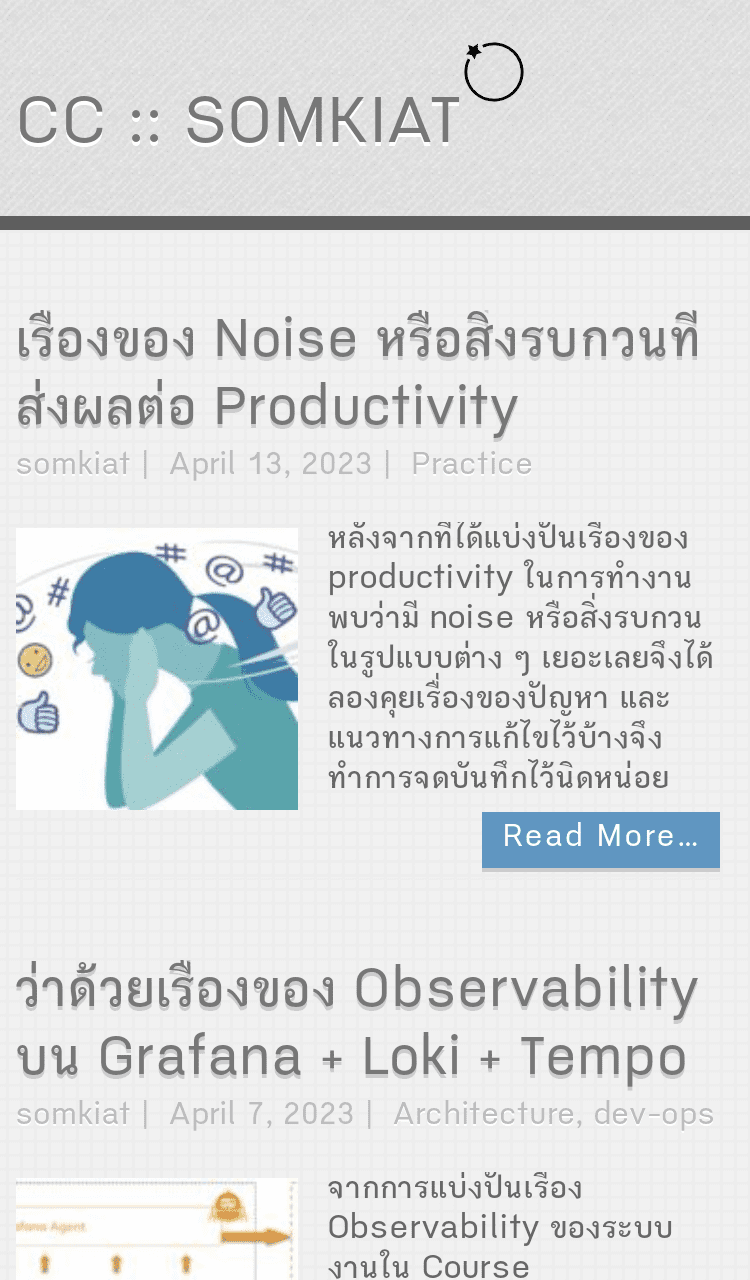 CC :: SOMKIAT
เรื่องของ Noise หรือสิ่งรบกวนที่
ส่งผลต่อ Productivity
somkiat | April 13, 2023 | Practice
หลังจากที่ได้แบ่งปันเรื่องของ
productivity ในการทำงาน
พบว่ามี noise หรือสิ่งรบกวน
ในรูปแบบต่าง ๆ เยอะเลยจึงได้
ลองคุยเรื่องของปัญหา และ
แนวทางการแก้ไขไว้บ้างจึง
ทำการจดบันทึกไว้นิดหน่อย
Read More...
ว่าด้วยเรื่องของ Observability
บน Grafana + Loki + Tempo
somkiat | April 7, 2023 | Architecture, dev-ops
จากการแบ่งปันเรื่อง
Observability ของระบบ
afana Agent
งานใน Course